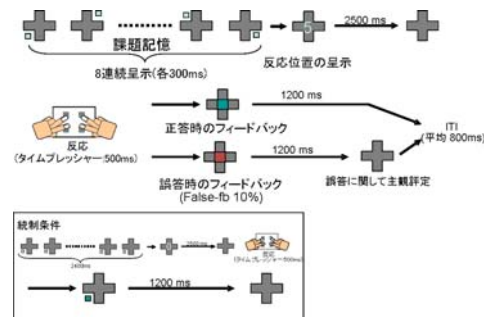 課題記憶
8連続呈示(各300ms)
5
反応位置の呈示
2500 ms
反応
(タイムプレッシャー:500ms)
正答時のフィードバック
1200 ms
誤答時のフィードバック
(False-fb 10%)
1200 ms
誤答に関して主観評定
ITI
(平均 800ms)
統制条件
2400ms
2500ms
反応
(タイムプレッシャー:500ms)
1200 ms